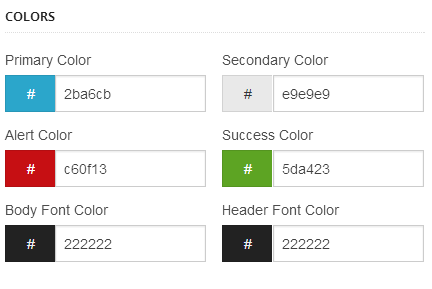 COLORS
Primary Color Secondary Color
# 2ba6cb # e9e9e9
Alert Color Success Color
# c60f13 # 5da423
Body Font Color Header Font Color
# 222222 # 222222